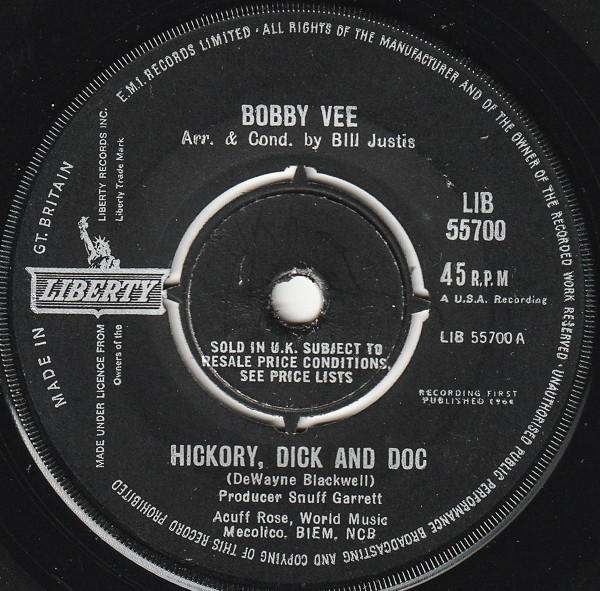 E.M.I. RECORDS LIMITED · ALL RIGHTS OF THE MANUFACTURER AND OF THE OWNER OF THE RECORDED WORK RESERVED · UNAUTHORISED PUBLIC PERFORMANCE BROADCASTING AND COPYING OF THIS RECORD PROHIBITED
MADE IN GT. BRITAIN
BOBBY VEE
Arr. & Cond. by Bill Justis
LIBERTY RECORDS INC.
Liberty Trade Mark
LIBERTY
MADE UNDER LICENCE FROM
Owners of the
LIB
55700
45 R.P.M
A U.S.A. Recording
LIB 55700 A
SOLD IN U.K. SUBJECT TO
RESALE PRICE CONDITIONS,
SEE PRICE LISTS
RECORDING FIRST
PUBLISHED 1964
HICKORY, DICK AND DOC
(DeWayne Blackwell)
Producer Snuff Garrett
Acuff Rose, World Music
Mecolico, BIEM, NCB